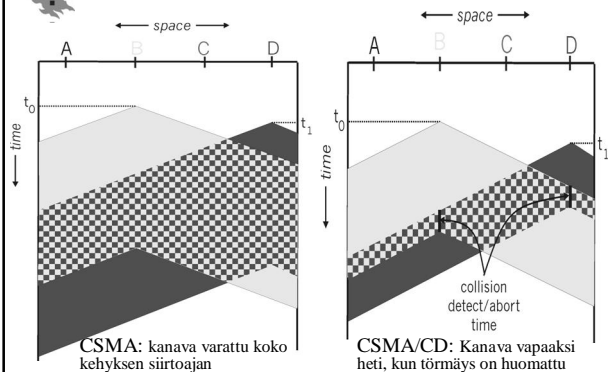 space
A B C D
t0
t1
time
CSMA: kanava varattu koko
kehyksen siirtoajan
space
A B C D
t0
t1
time
collision
detect/abort
time
CSMA/CD: Kanava vapaaksi
heti, kun törmäys on huomattu